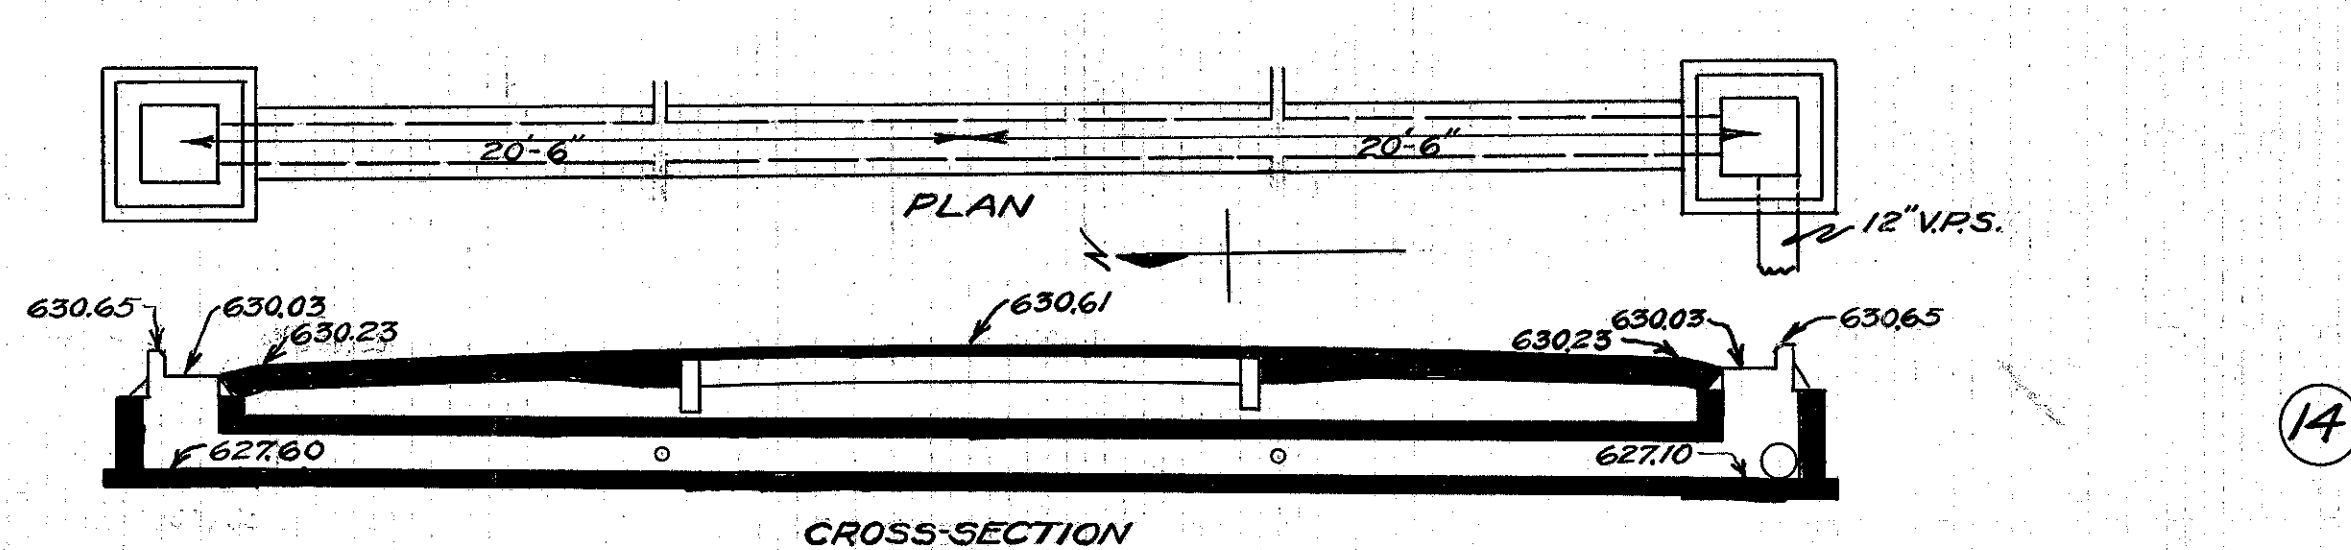 20'-6" 20'-6"
PLAN
12" V.P.S.
N
630.65 630.03 630.61 630.03 630.65
630.23 630.23
14
627.60 627.10
CROSS-SECTION